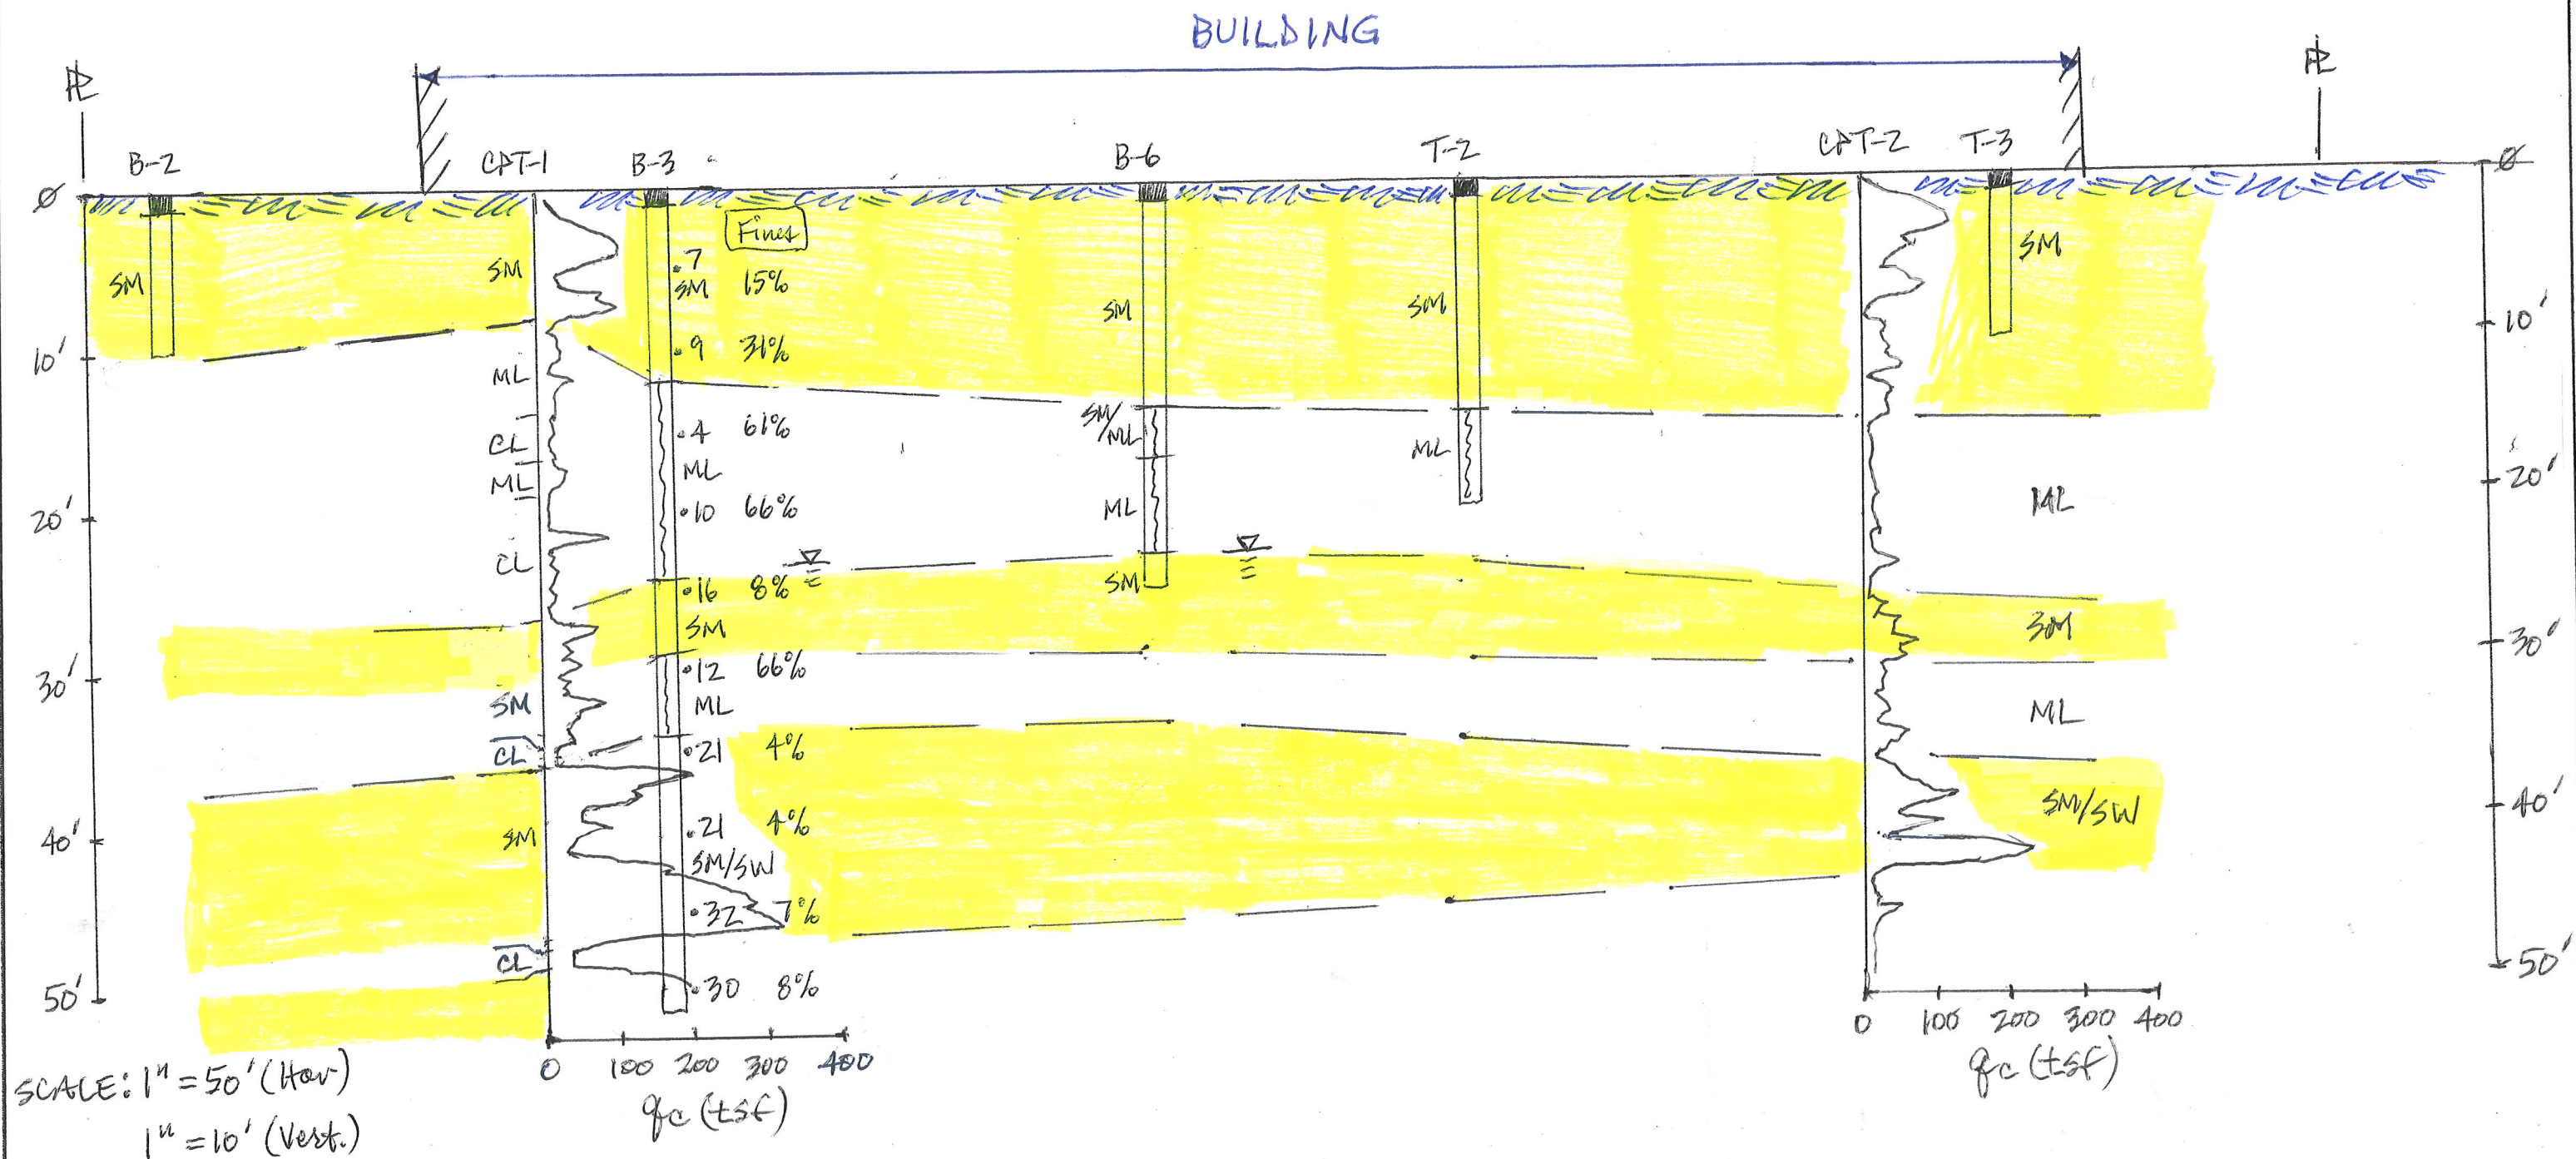 BUILDING
PL
PL
B-2
CPT-1
B-3
B-6
T-2
CPT-2
T-3
Ø
Ø
Fines
SM
SM
.7
SM 15%
.9 31%
SM
SM
SM
10'
10'
ML
CL
ML
CL
.4 61%
ML
.10 66%
SM/ML
ML
ML
ML
20'
20'
.16 8%
SM
SM
SM
30'
30'
SM
CL
.12 66%
ML
ML
.21 4%
.21 4%
SM/SW
.32 7%
SM/SW
40'
40'
SM
CL
.30 8%
50'
50'
0 100 200 300 400
qc (tsf)
0 100 200 300 400
qc (tsf)
SCALE: 1" = 50' (Hor)
1" = 10' (Vert.)